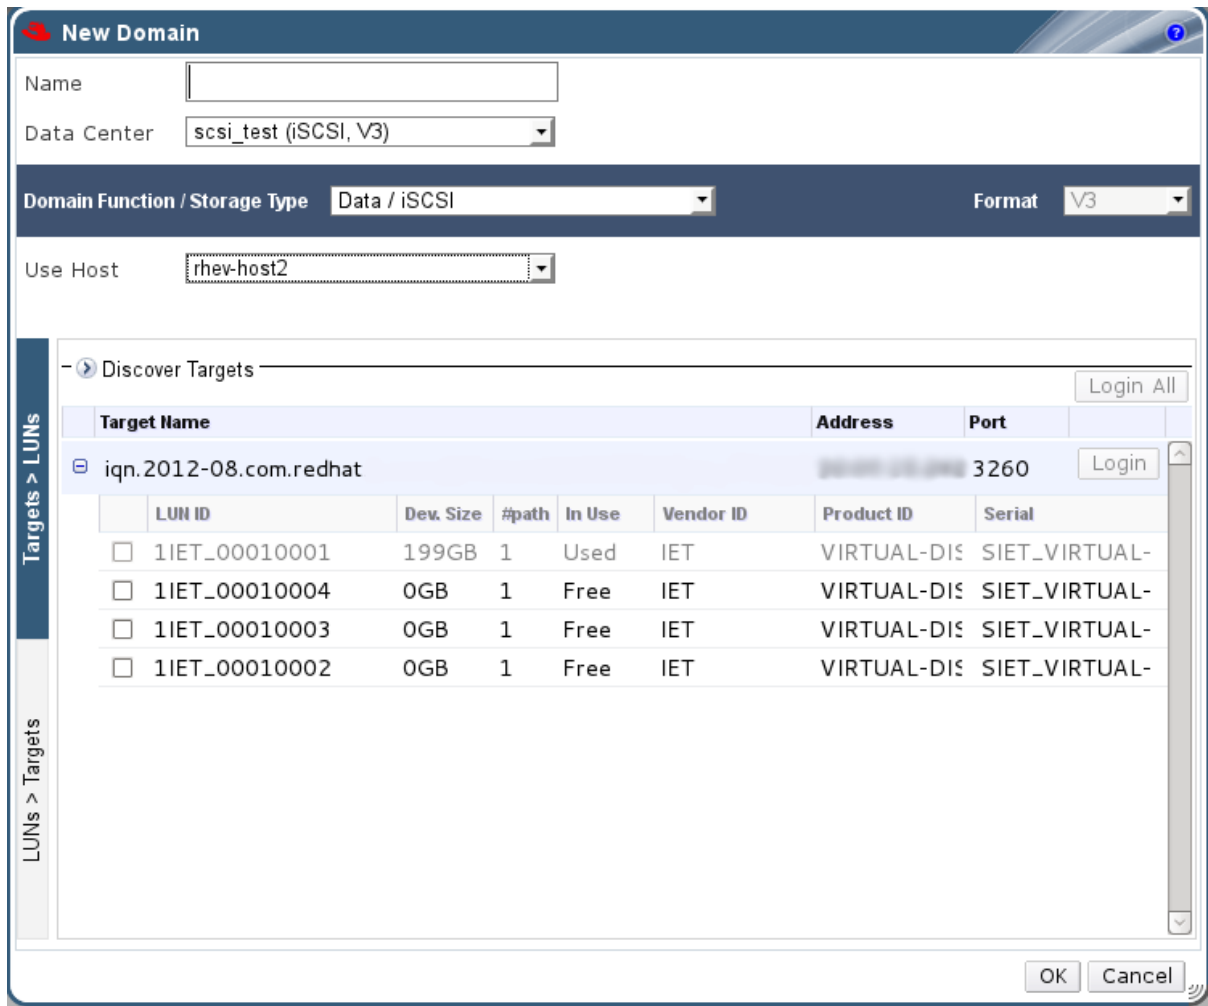 New Domain ?
Name
Data Center scsi_test (iSCSI, V3)
Domain Function / Storage Type Data / iSCSI Format V3
Use Host rhev-host2
Targets > LUNs
LUNs > Targets
Discover Targets
Login All
Target Name Address Port
iqn.2012-08.com.redhat 3260 Login
LUN ID Dev. Size #path In Use Vendor ID Product ID Serial
1IET_00010001 199GB 1 Used IET VIRTUAL-DIS SIET_VIRTUAL-
1IET_00010004 0GB 1 Free IET VIRTUAL-DIS SIET_VIRTUAL-
1IET_00010003 0GB 1 Free IET VIRTUAL-DIS SIET_VIRTUAL-
1IET_00010002 0GB 1 Free IET VIRTUAL-DIS SIET_VIRTUAL-
OK Cancel